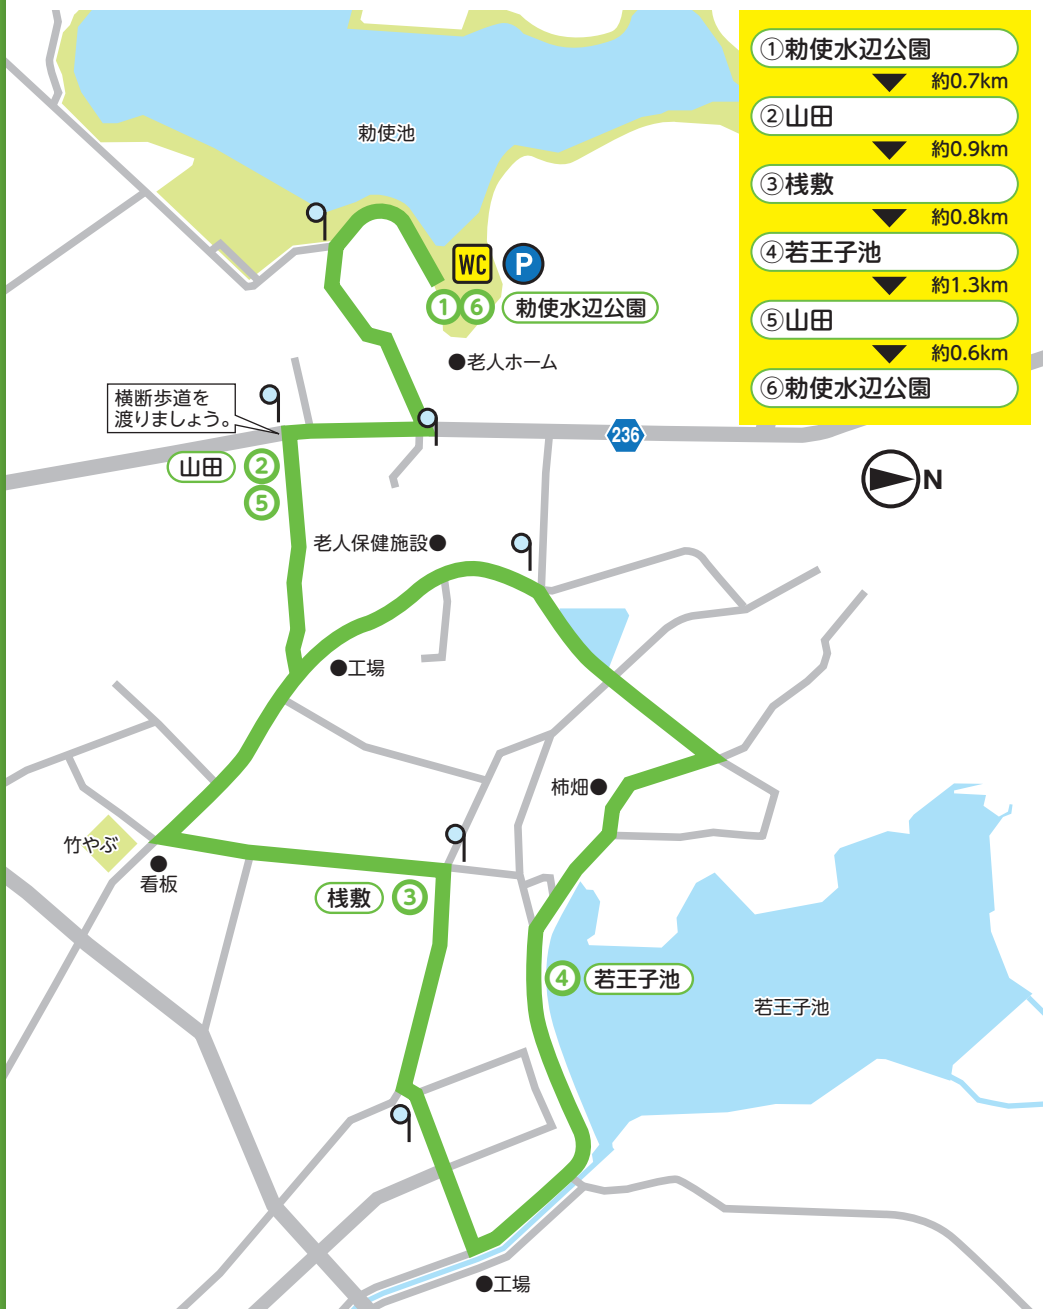 ①勅使水辺公園
約0.7km
②山田
約0.9km
③桟敷
約0.8km
④若王子池
約1.3km
⑤山田
約0.6km
⑥勅使水辺公園
勅使池
WC
P
1 6 勅使水辺公園
●老人ホーム
横断歩道を
渡りましょう。
236
山田 2
5
N
老人保健施設●
●工場
柿畑●
竹やぶ
看板
桟敷 3
4 若王子池
若王子池
●工場